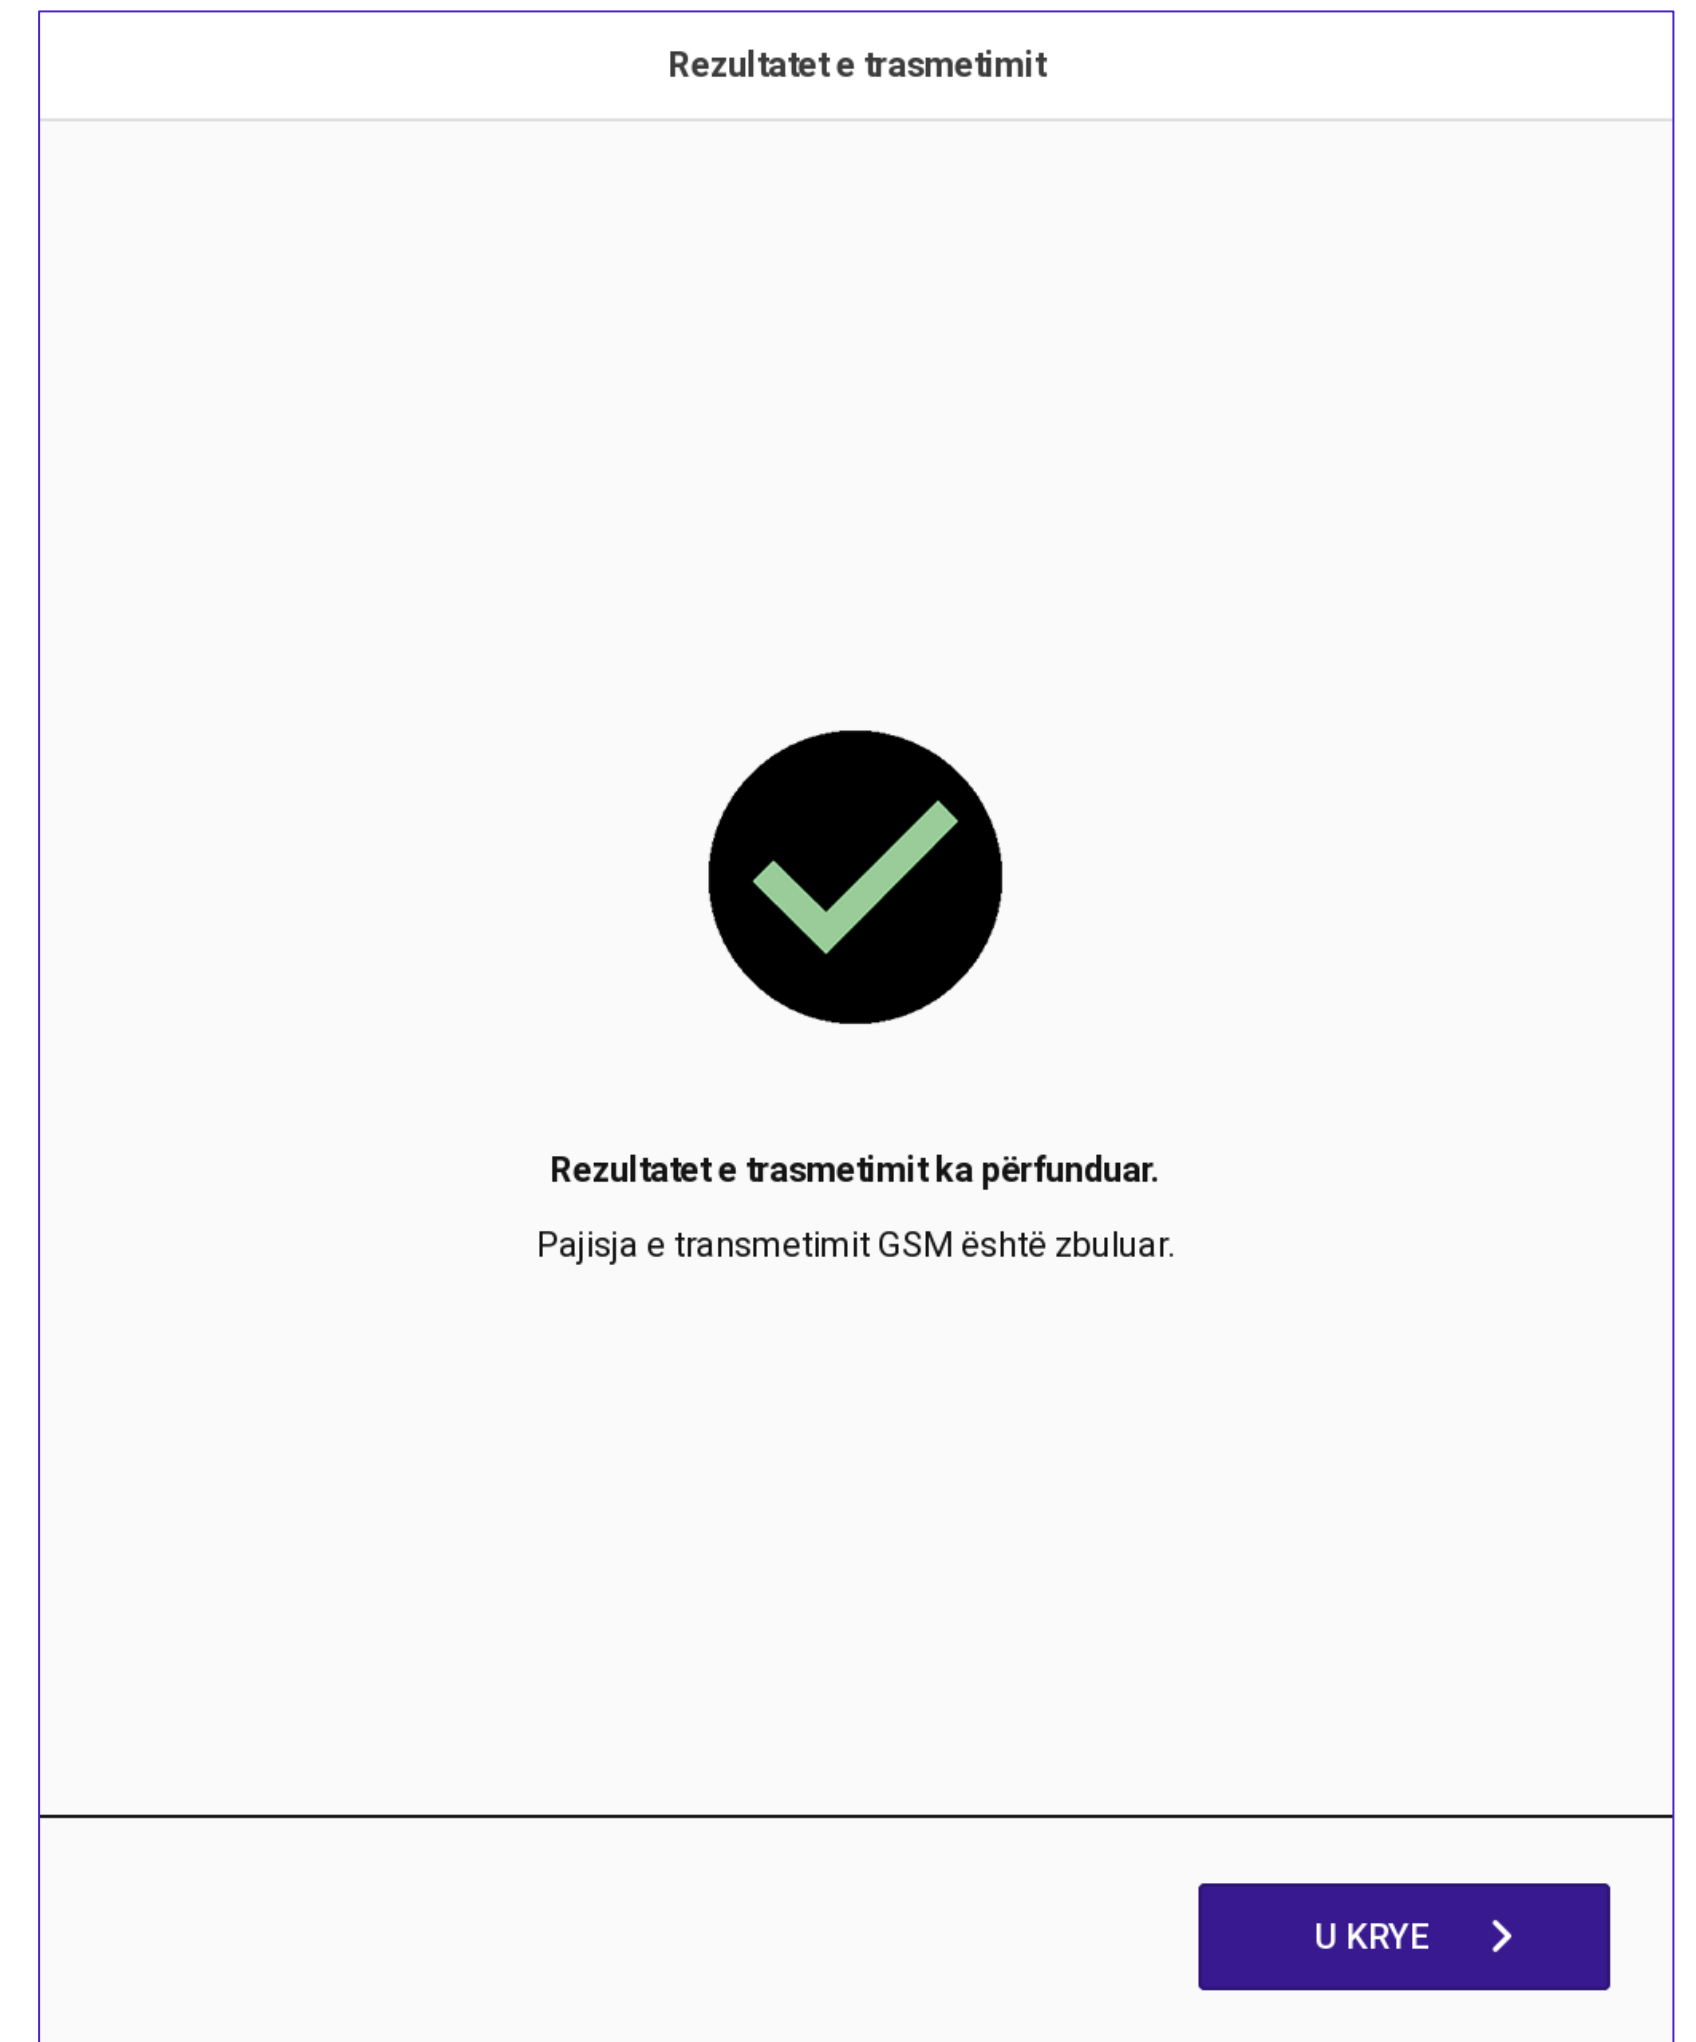 Rezultatet e trasmetimit
Rezultatet e trasmetimit ka përfunduar.
Pajisja e transmetimit GSM është zbuluar.
U KRYE